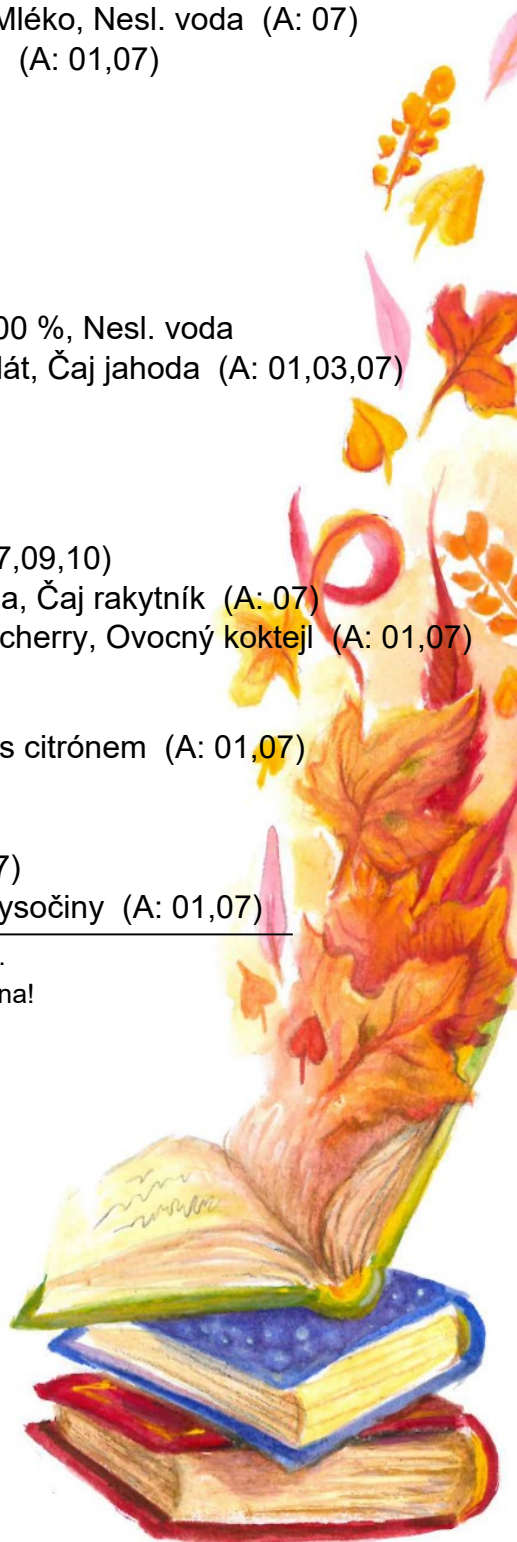 Mléko, Nesl. voda (A: 07)
(A: 01,07)
00 %, Nesl. voda
lát, Čaj jahoda (A: 01,03,07)
7,09,10)
a, Čaj rakytník (A: 07)
cherry, Ovocný koktejl (A: 01,07)
s citrónem (A: 01,07)
7)
ysočiny (A: 01,07)
.
na!